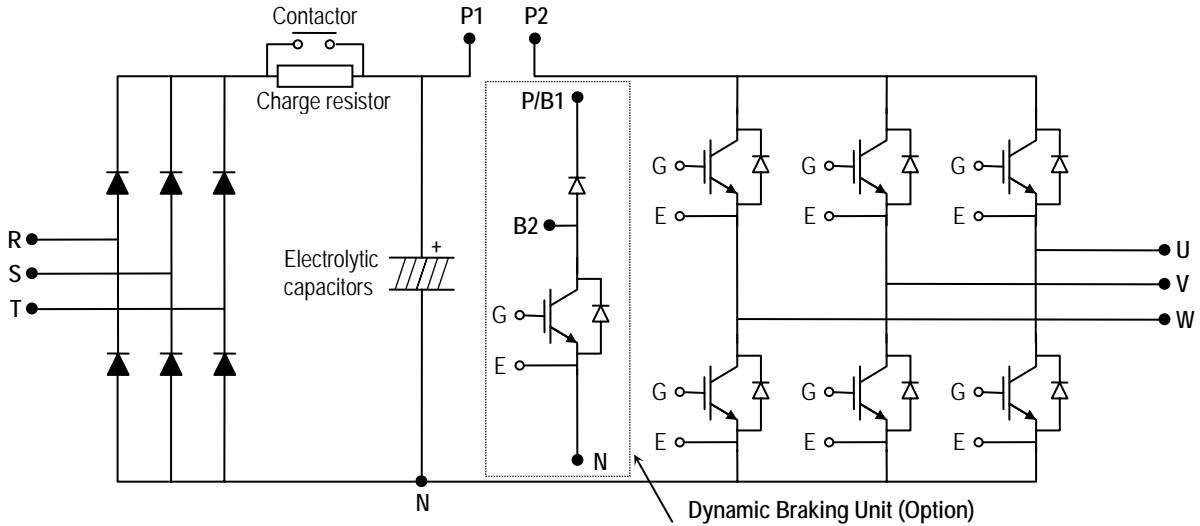 Contactor
P1
P2
Charge resistor
P/B1
B2
G
E
N
R
S
T
Electrolytic
capacitors
+
N
G
E
G
E
G
E
G
E
G
E
G
E
U
V
W
Dynamic Braking Unit (Option)